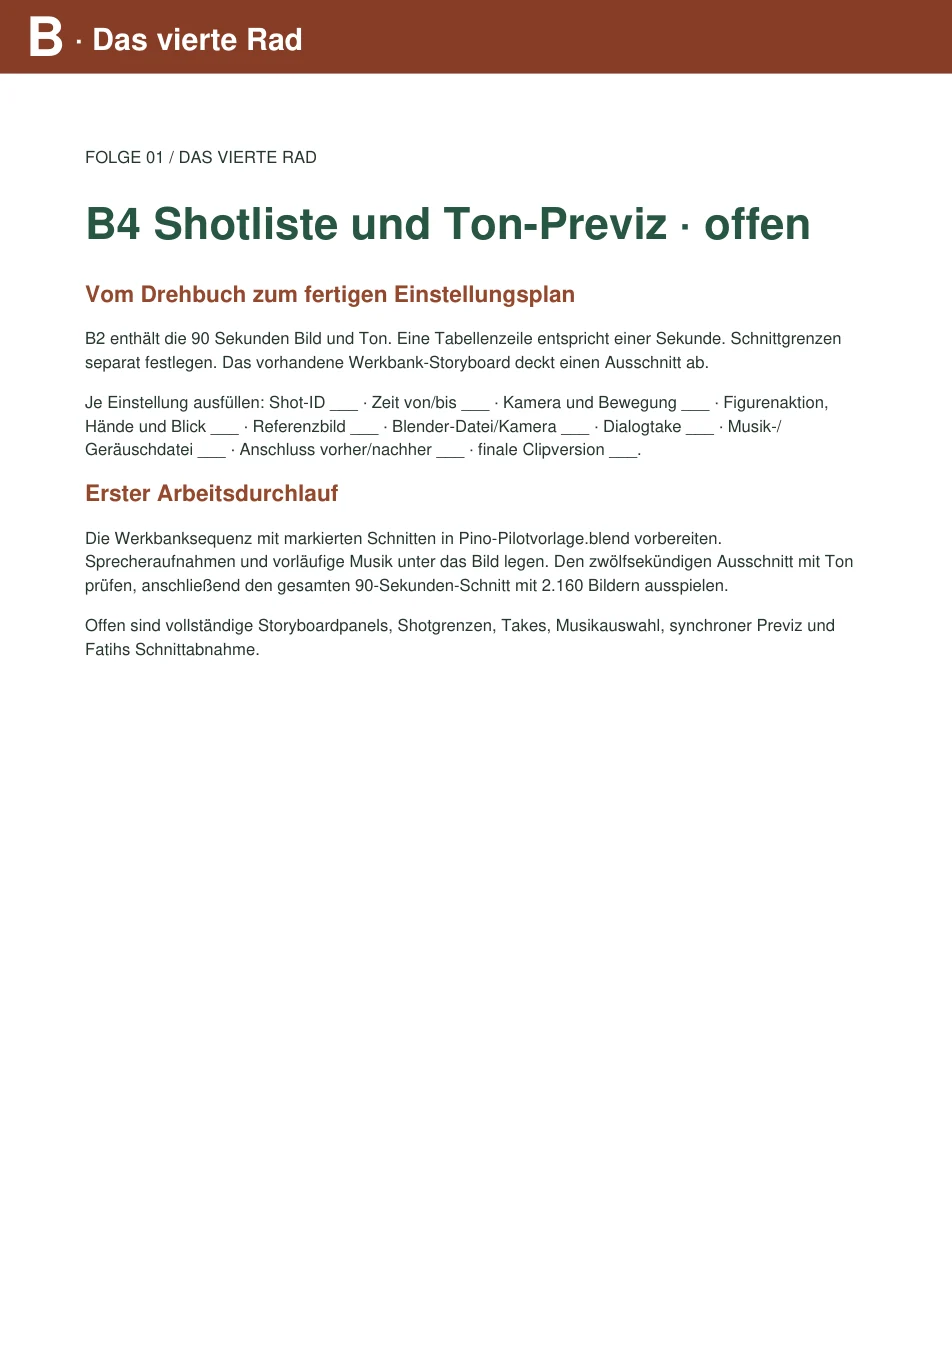 B · Das vierte Rad
FOLGE 01 / DAS VIERTE RAD
B4 Shotliste und Ton-Previz · offen
Vom Drehbuch zum fertigen Einstellungsplan
B2 enthält die 90 Sekunden Bild und Ton. Eine Tabellenzeile entspricht einer Sekunde. Schnittgrenzen
separat festlegen. Das vorhandene Werkbank-Storyboard deckt einen Ausschnitt ab.
Je Einstellung ausfüllen: Shot-ID ___ · Zeit von/bis ___ · Kamera und Bewegung ___ · Figurenaktion,
Hände und Blick ___ · Referenzbild ___ · Blender-Datei/Kamera ___ · Dialogtake ___ · Musik-/
Geräuschdatei ___ · Anschluss vorher/nachher ___ · finale Clipversion ___.
Erster Arbeitsdurchlauf
Die Werkbanksequenz mit markierten Schnitten in Pino-Pilotvorlage.blend vorbereiten.
Sprecheraufnahmen und vorläufige Musik unter das Bild legen. Den zwölfsekündigen Ausschnitt mit Ton
prüfen, anschließend den gesamten 90-Sekunden-Schnitt mit 2.160 Bildern ausspielen.
Offen sind vollständige Storyboardpanels, Shotgrenzen, Takes, Musikauswahl, synchroner Previz und
Fatihs Schnittabnahme.